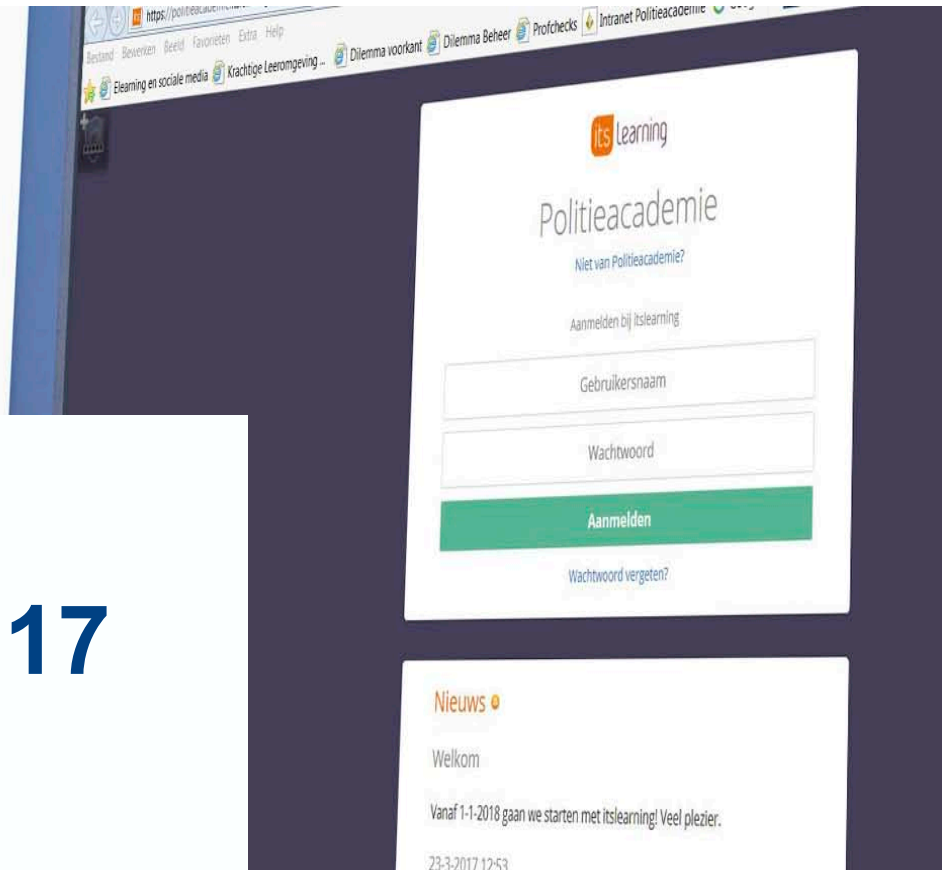 Bestand Bewerken Beeld Favorieten Extra Help
Elearning en sociale media Krachtige Leeromgeving ... Dilemma voorkant Dilemma Beheer Profchecks Intranet Politieacademie
its Learning
Politieacademie
Niet van Politieacademie?
Aanmelden bij itslearning
Gebruikersnaam
Wachtwoord
Aanmelden
Wachtwoord vergeten?
17
Nieuws
Welkom
Vanaf 1-1-2018 gaan we starten met itslearning! Veel plezier.
23-3-2017 12:53